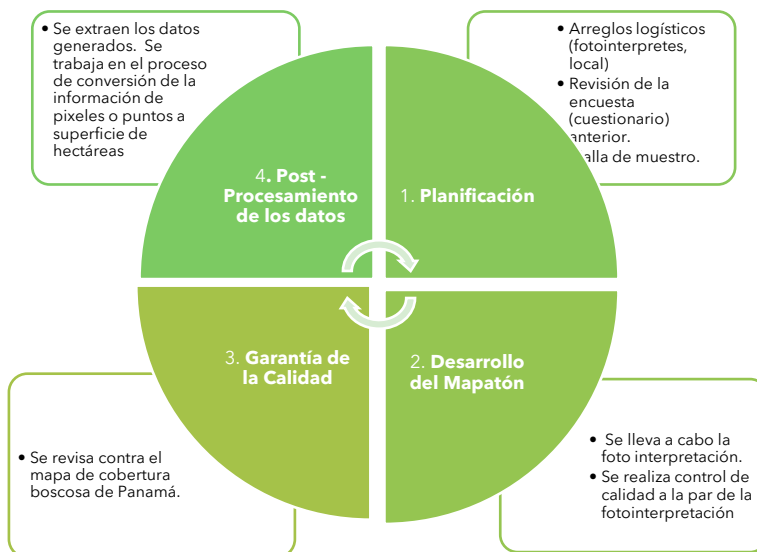 • Se extraen los datos
generados. Se
trabaja en el proceso
de conversión de la
información de
pixeles o puntos a
superficie de
hectáreas
• Arreglos logísticos
(fotointerpretes,
local)
• Revisión de la
encuesta
(cuestionario)
anterior.
alla de muestro.
4. Post -
Procesamiento
de los datos
1. Planificación
3. Garantía de
la Calidad
2. Desarrollo
del Mapatón
• Se revisa contra el
mapa de cobertura
boscosa de Panamá.
• Se lleva a cabo la
foto interpretación.
• Se realiza control de
calidad a la par de la
fotointerpretación